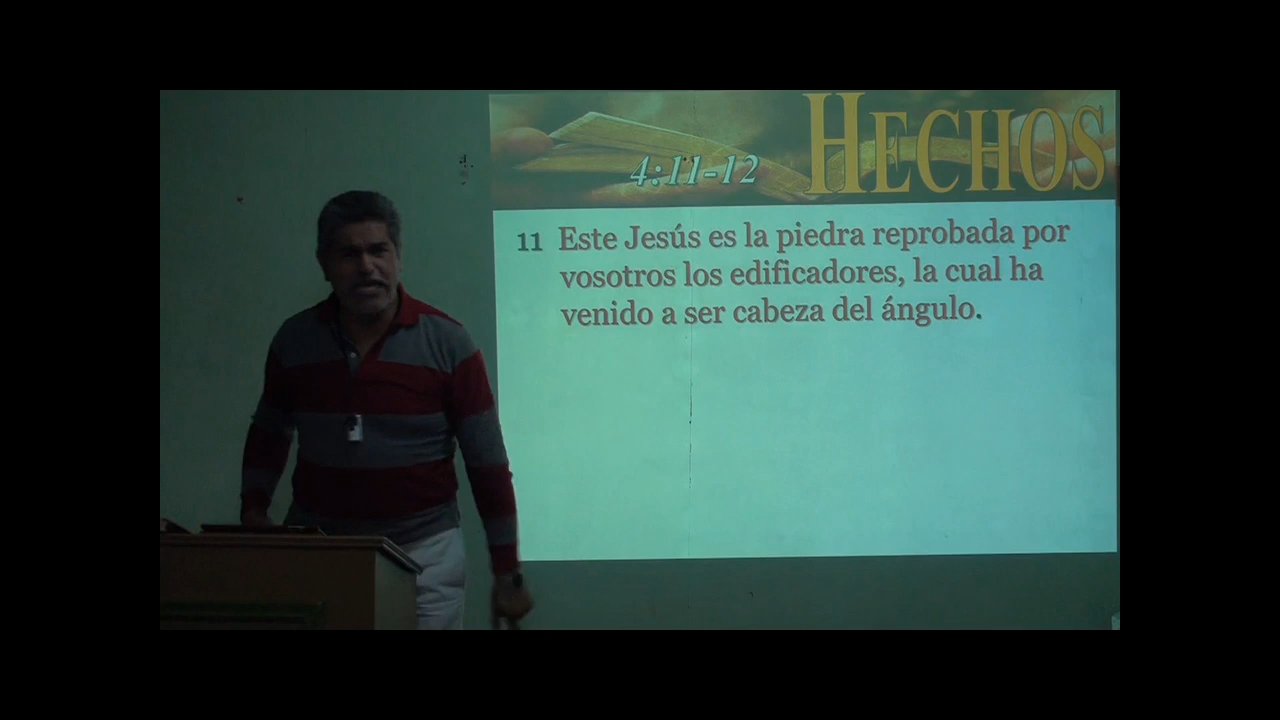 HECHOS
4:11-12
11 Este Jesús es la piedra reprobada por
vosotros los edificadores, la cual ha
venido a ser cabeza del ángulo.